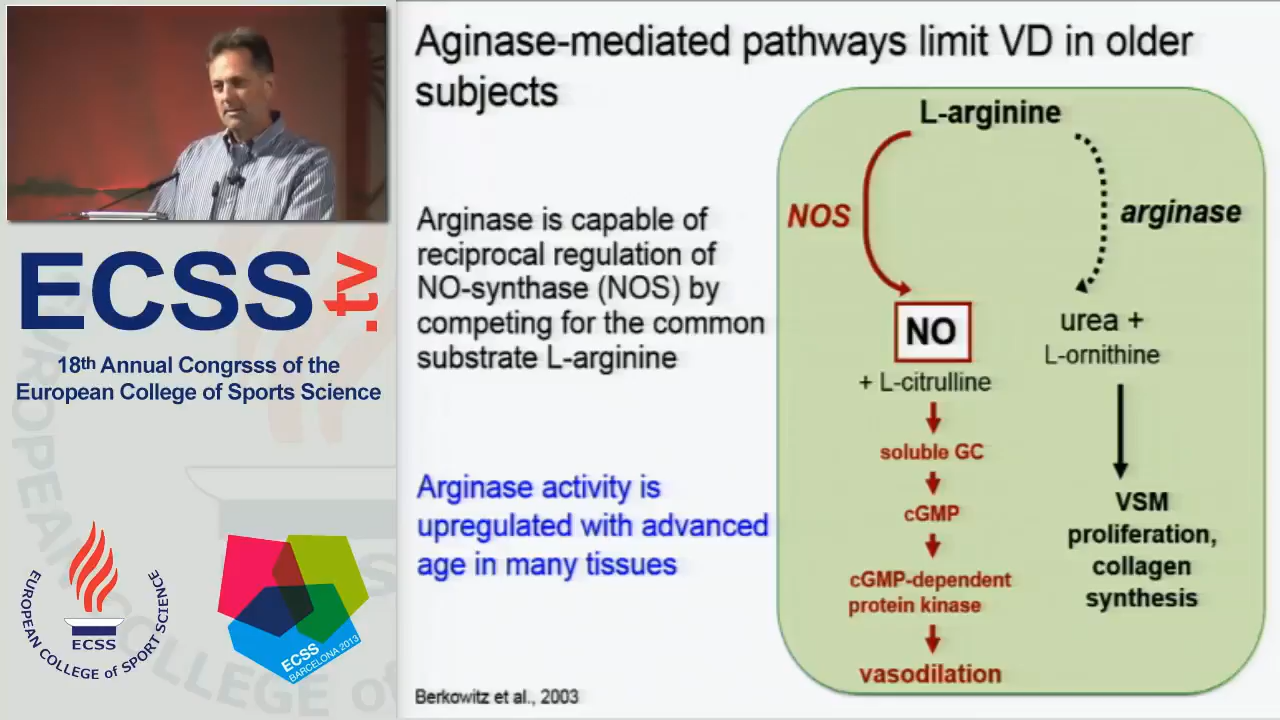 Aginase-mediated pathways limit VD in older
subjects
Arginase is capable of
reciprocal regulation of
NO-synthase (NOS) by
competing for the common
substrate L-arginine
Arginase activity is
upregulated with advanced
age in many tissues
Berkowitz et al., 2003
L-arginine
NOS
arginase
NO
+ L-citrulline
urea +
L-ornithine
soluble GC
cGMP
cGMP-dependent
protein kinase
vasodilation
VSM
proliferation,
collagen
synthesis
ECSS.tv
18th Annual Congrsss of the
European College of Sports Science
EUROPEAN COLLEGE OF SPORT SCIENCE
ECSS
ECSS
BARCELONA 2013